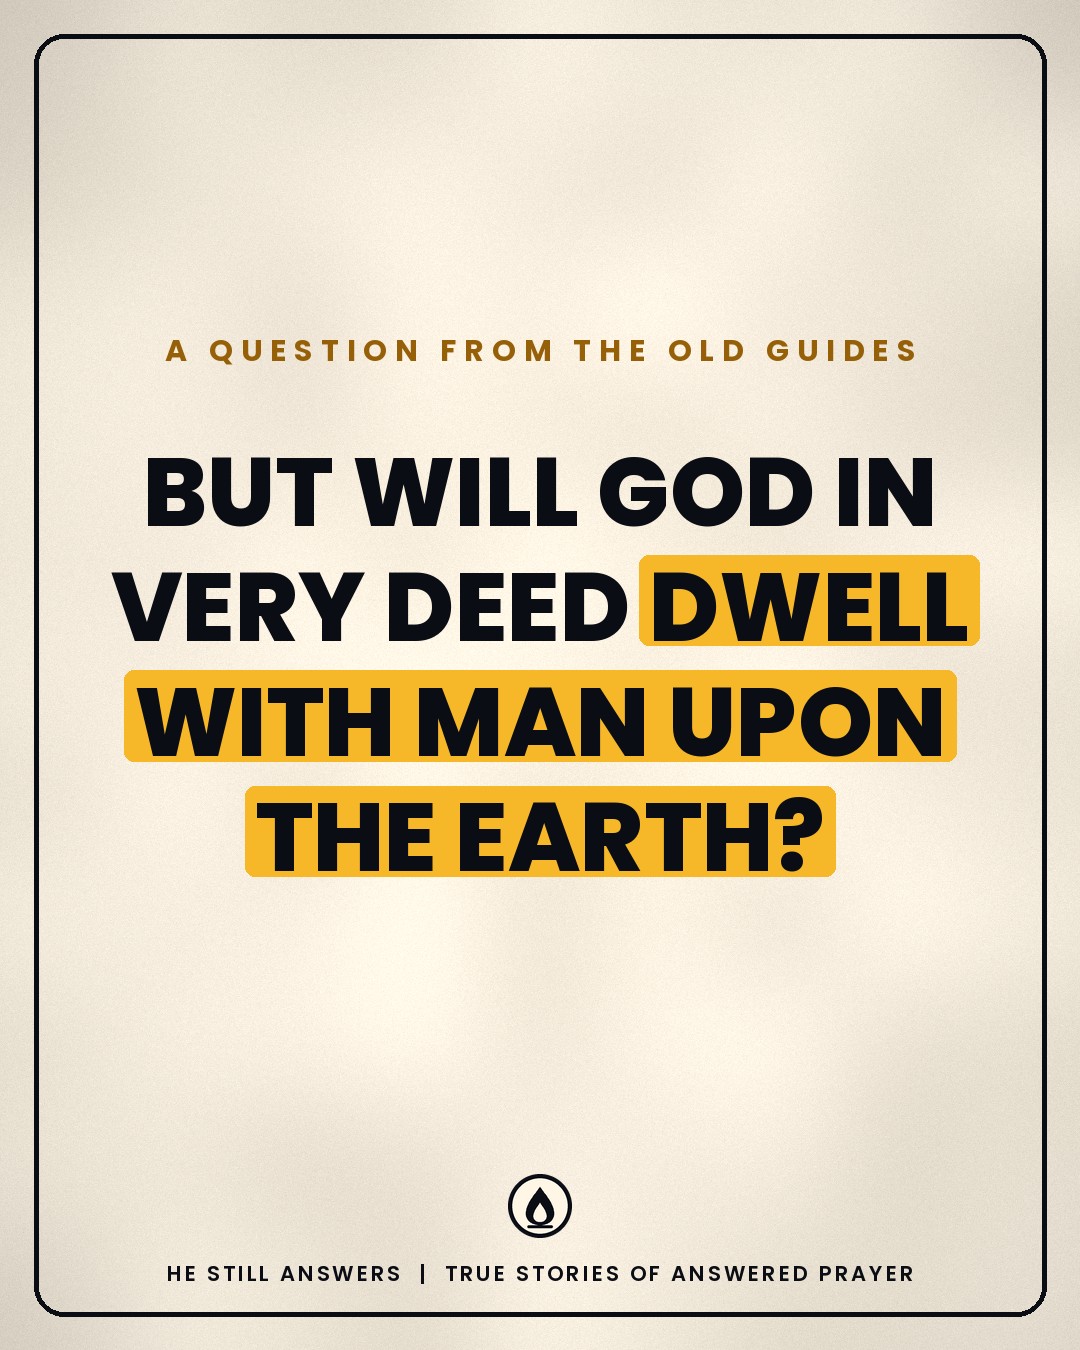 A QUESTION FROM THE OLD GUIDES
BUT WILL GOD IN
VERY DEED DWELL
WITH MAN UPON
THE EARTH?
HE STILL ANSWERS | TRUE STORIES OF ANSWERED PRAYER